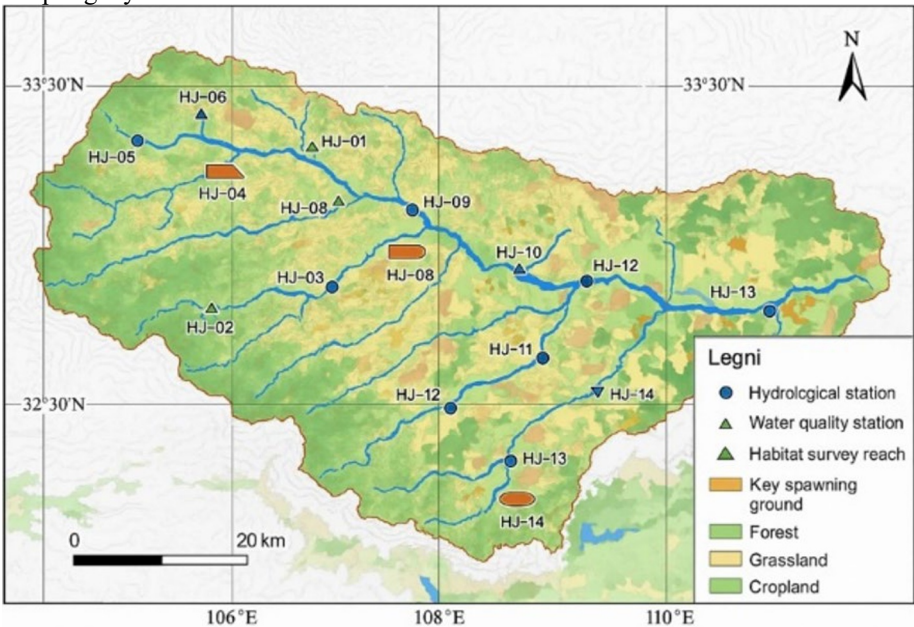 N
33°30'N
33°30'N
HJ-06
HJ-01
HJ-05
HJ-04
HJ-08
HJ-09
HJ-08
HJ-10
HJ-12
HJ-03
HJ-13
HJ-02
HJ-11
HJ-12
HJ-14
32°30'N
HJ-13
HJ-14
0 20 km
Legni
Hydrolcgical station
Water quality station
Habitat survey reach
Key spawning
ground
Forest
Grassland
Cropland
106°E
108°E
110°E